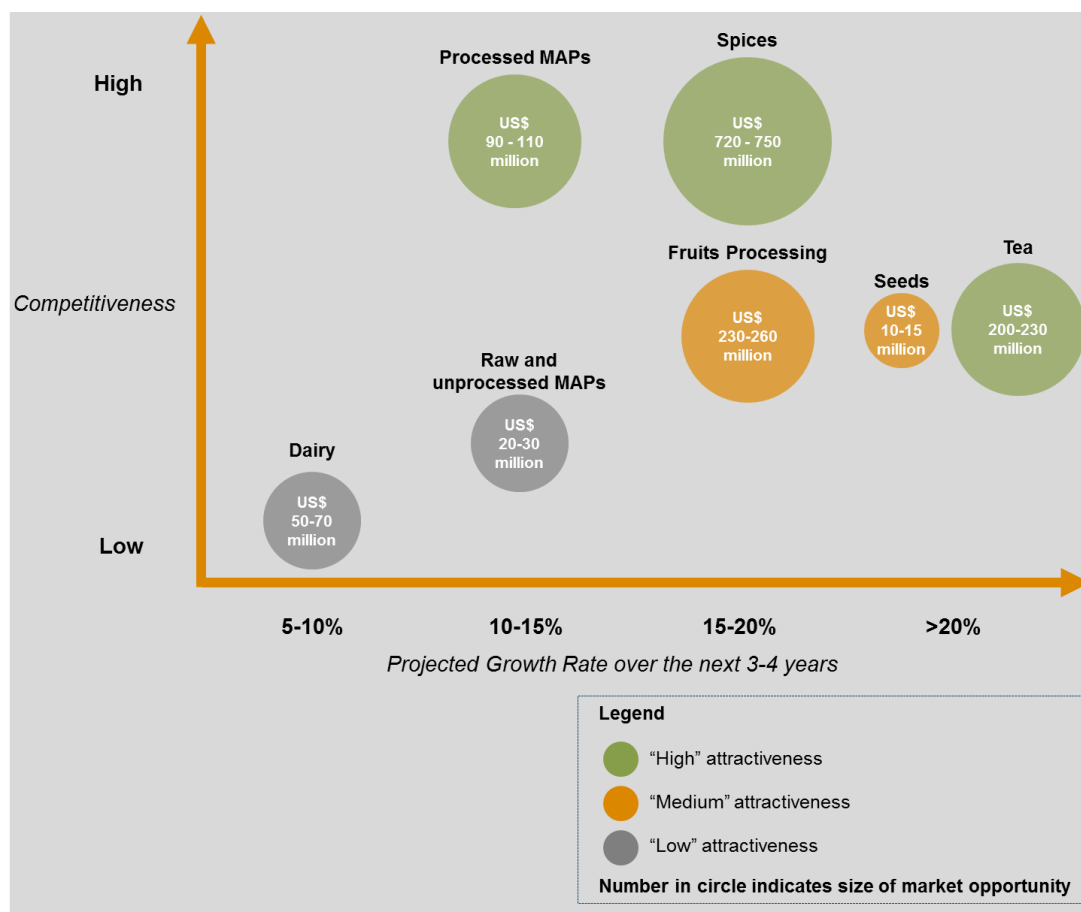 High
Processed MAPs
US$
90 - 110
million
Spices
US$
720 - 750
million
Competitiveness
Fruits Processing
US$
230-260
million
Seeds
US$
10-15
million
Tea
US$
200-230
million
Raw and
unprocessed MAPs
US$
20-30
million
Dairy
US$
50-70
million
Low
5-10%
10-15%
15-20%
>20%
Projected Growth Rate over the next 3-4 years
Legend
“High” attractiveness
“Medium” attractiveness
“Low” attractiveness
Number in circle indicates size of market opportunity